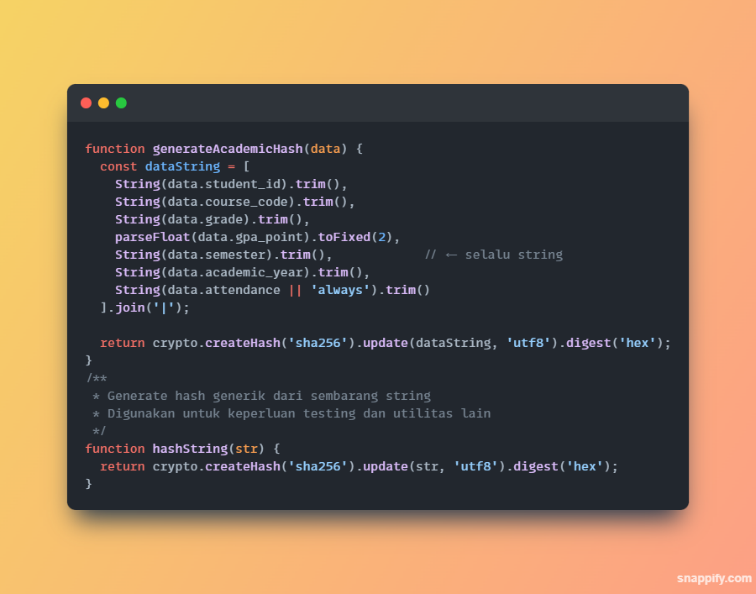 function generateAcademicHash(data) {
  const dataString = [
    String(data.student_id).trim(),
    String(data.course_code).trim(),
    String(data.grade).trim(),
    parseFloat(data.gpa_point).toFixed(2),
    String(data.semester).trim(),            // ← selalu string
    String(data.academic_year).trim(),
    String(data.attendance || 'always').trim()
  ].join('|');

  return crypto.createHash('sha256').update(dataString, 'utf8').digest('hex');
}
/**
 * Generate hash generik dari sembarang string
 * Digunakan untuk keperluan testing dan utilitas lain
 */
function hashString(str) {
  return crypto.createHash('sha256').update(str, 'utf8').digest('hex');
}
snappify.com